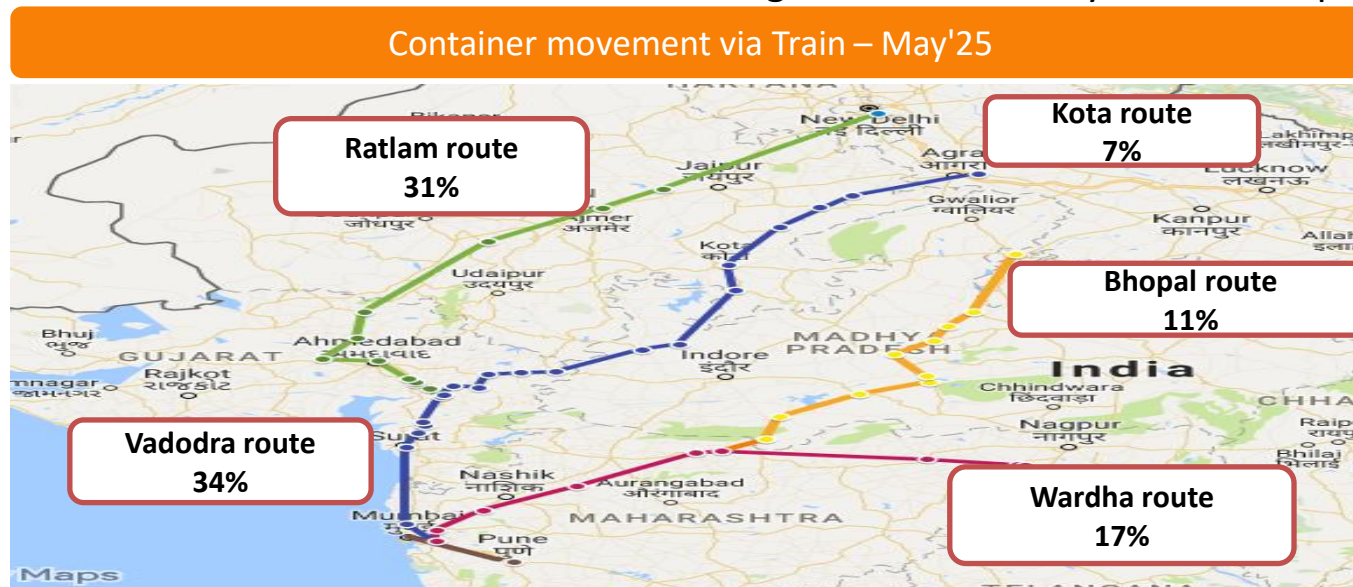 Container movement via Train – May'25
New Delhi
नई दिल्ली
Kota route
7%
Ratlam route
31%
Jaipur
जयपुर
Agra
आगरा
Lucknow
लखनऊ
जोधपुर
Ajmer
अजमेर
Gwalior
ग्वालियर
Kanpur
कानपुर
Kota
Udaipur
उदयपुर
Bhopal route
11%
Bhuj
ભુજ
Ahmedabad
અમદાવાદ
GUJARAT
Rajkot
રાજકોટ
Indore
इंदौर
MADHYA
PRADESH
India
Chhindwara
छिंदवाड़ा
Vadodra route
34%
Surat
Nagpur
नागपुर
Bhilai
भिलाई
Nashik
नाशिक
Aurangabad
औरंगाबाद
Wardha route
17%
Mumbai
MAHARASHTRA
Pune
पुणे
Maps